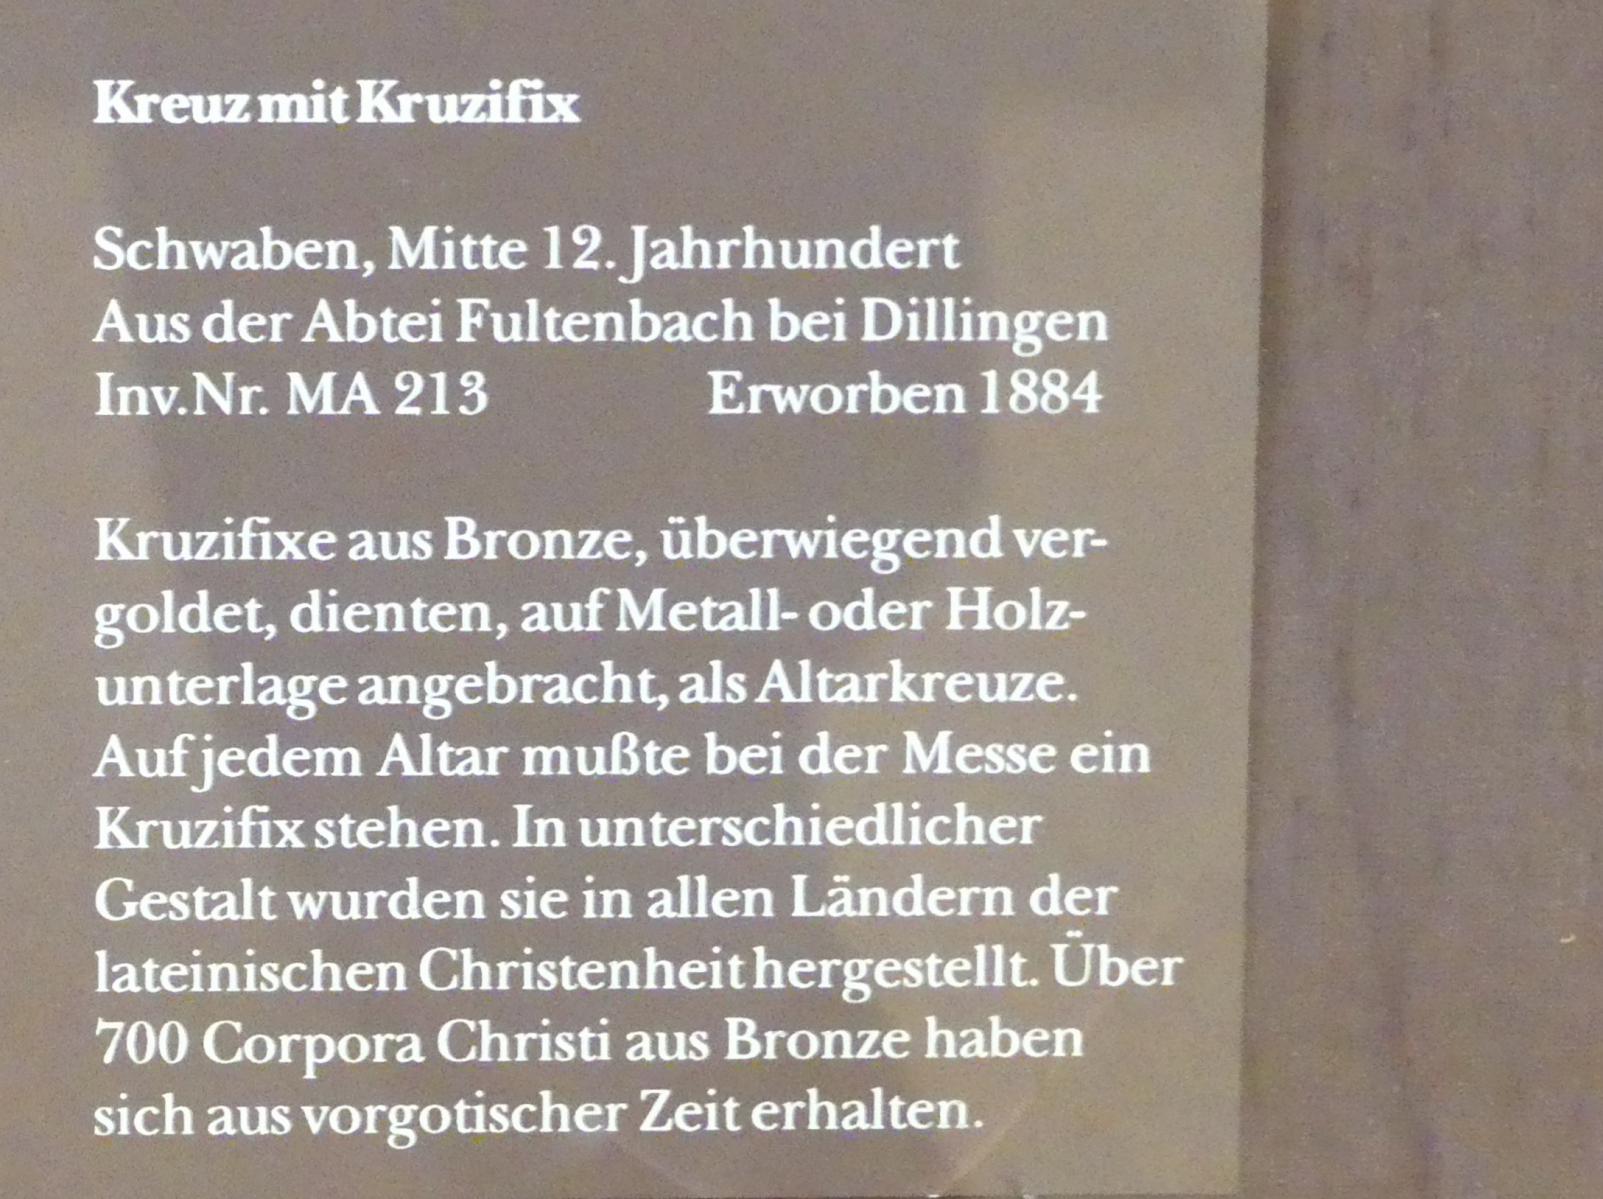 Kreuz mit Kruzifix
Schwaben, Mitte 12. Jahrhundert
Aus der Abtei Fultenbach bei Dillingen
Inv.Nr. MA 213 Erworben 1884
Kruzifixe aus Bronze, überwiegend ver-
goldet, dienten, auf Metall- oder Holz-
unterlage angebracht, als Altarkreuze.
Auf jedem Altar mußte bei der Messe ein
Kruzifix stehen. In unterschiedlicher
Gestalt wurden sie in allen Ländern der
lateinischen Christenheit hergestellt. Über
700 Corpora Christi aus Bronze haben
sich aus vorgotischer Zeit erhalten.